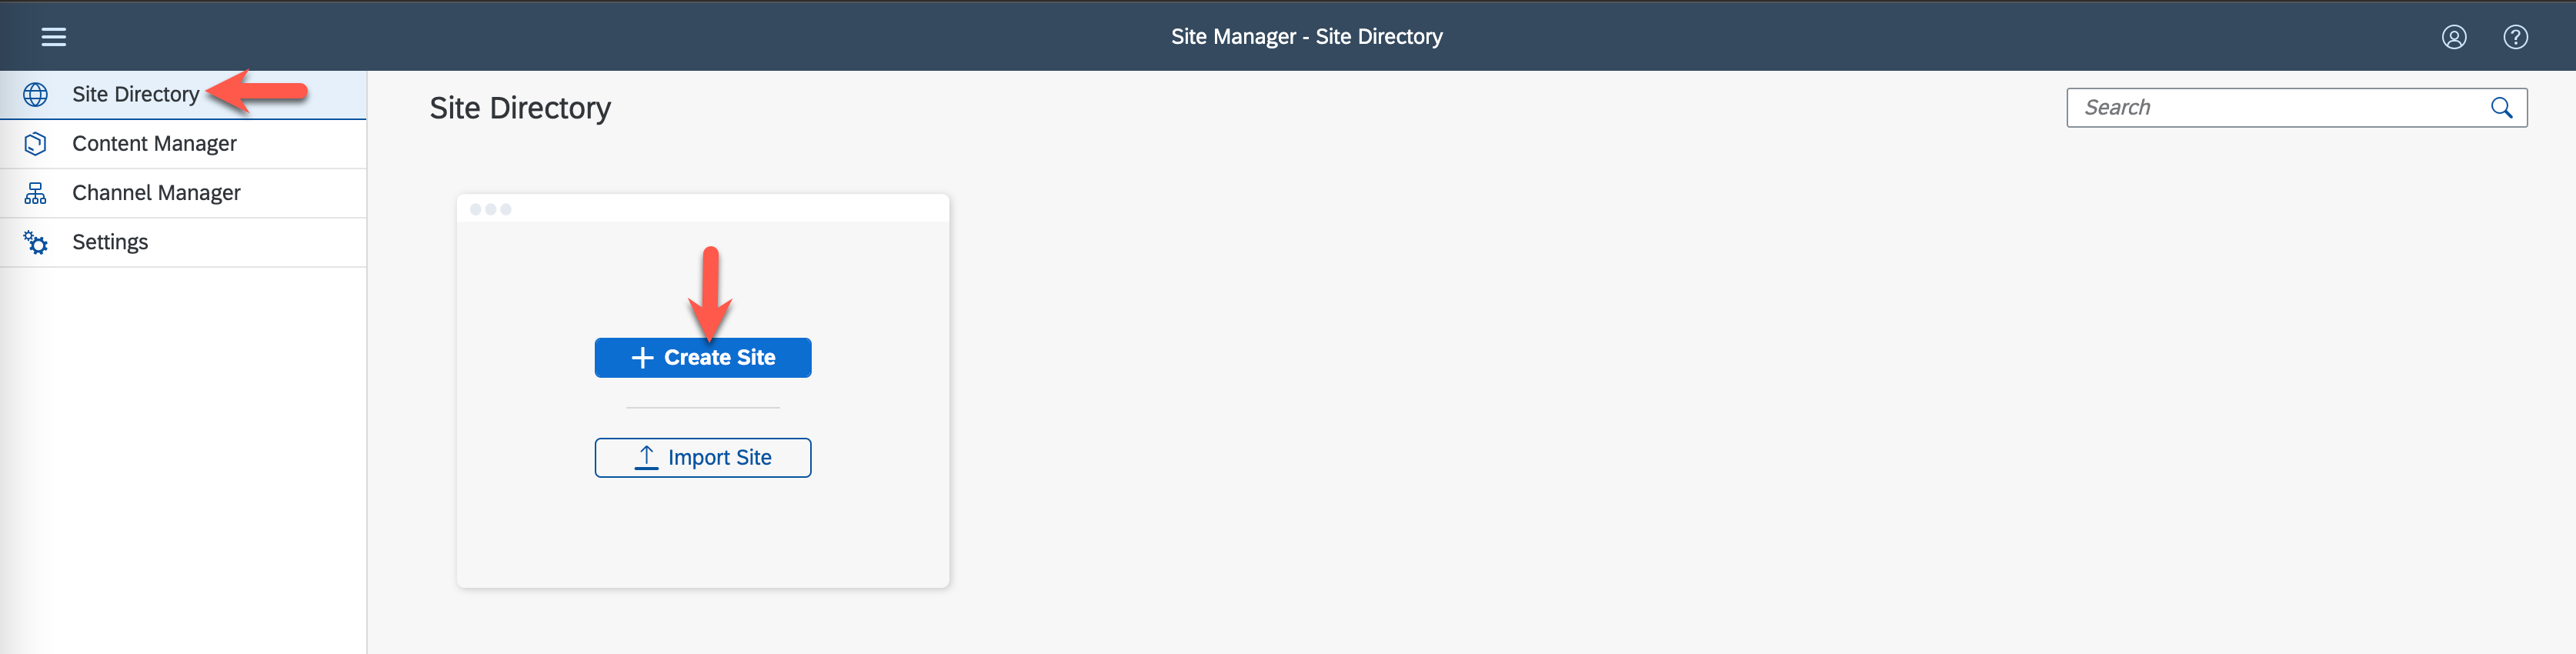 Site Manager - Site Directory
Site Directory
Content Manager
Channel Manager
Settings
Site Directory
Search
Create Site
Import Site